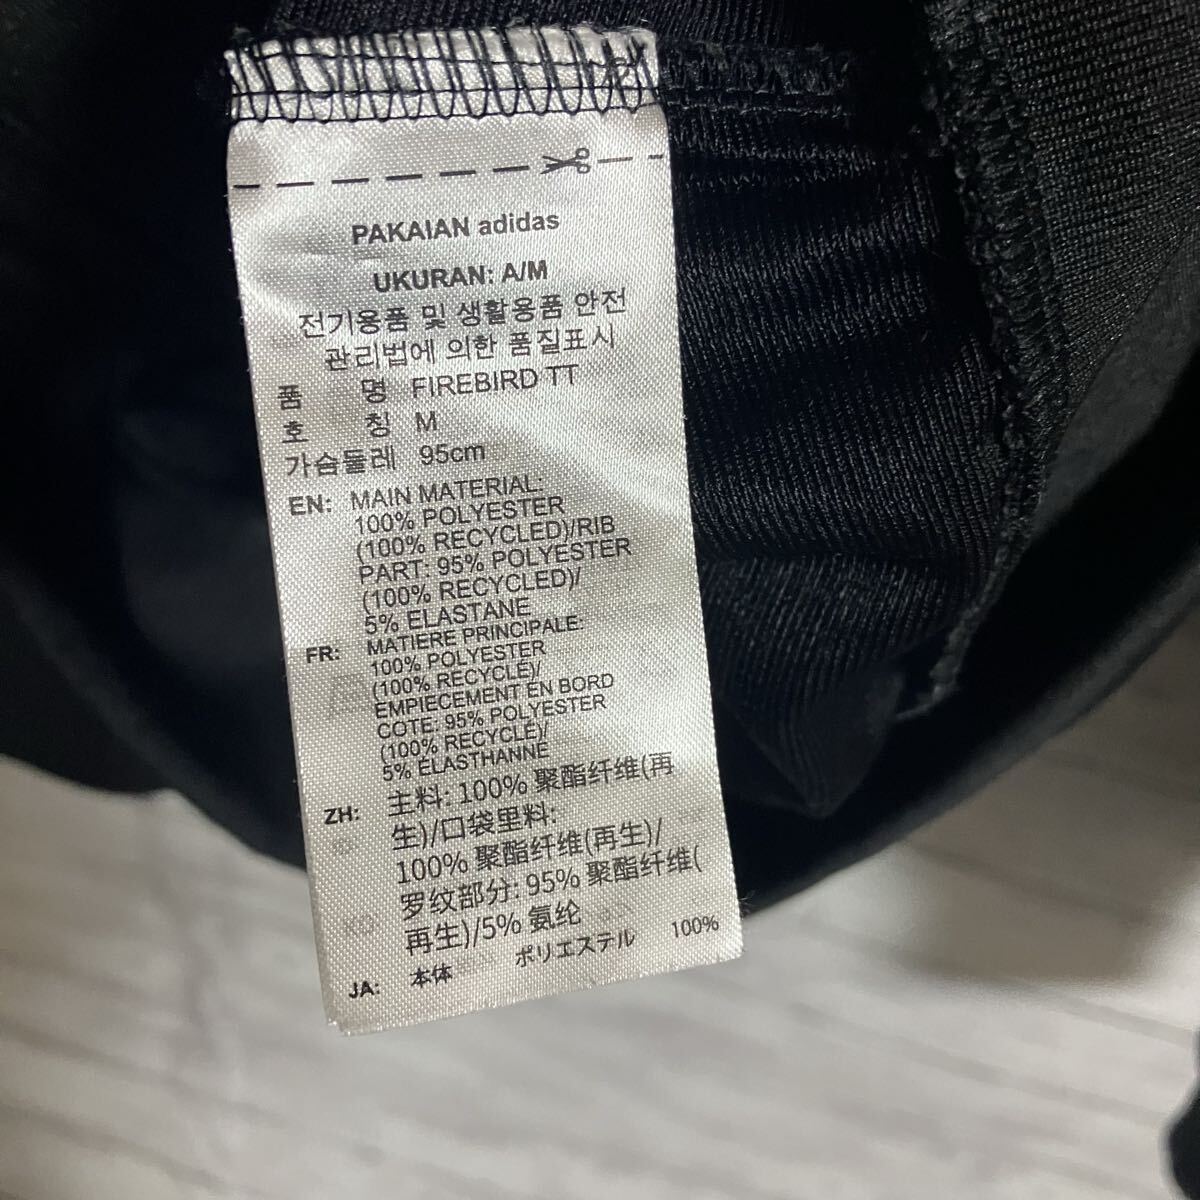 PAKAIAN adidas
UKURAN: A/M
전기용품 및 생활용품 안전
관리법에 의한 품질표시
품 명 FIREBIRD TT
호 칭 M
가슴둘레 95cm
EN: MAIN MATERIAL:
100% POLYESTER
(100% RECYCLED)/RIB
PART: 95% POLYESTER
(100% RECYCLED)/
5% ELASTANE
FR: MATIERE PRINCIPALE:
100% POLYESTER
(100% RECYCLÉ)/
EMPIECEMENT EN BORD
COTE: 95% POLYESTER
(100% RECYCLÉ)/
5% ÉLASTHANNE
ZH: 主料: 100% 聚酯纤维(再
生)/口袋里料:
100% 聚酯纤维(再生)/
罗纹部分: 95% 聚酯纤维(
再生)/5% 氨纶
JA: 本体 ポリエステル 100%